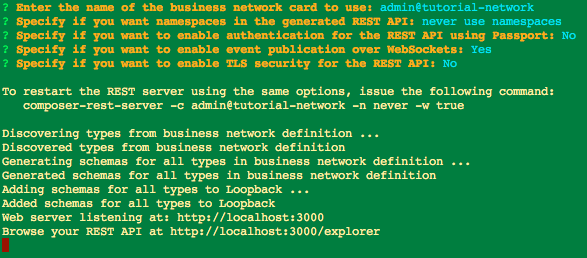 ? Enter the name of the business network card to use: admin@tutorial-network
? Specify if you want namespaces in the generated REST API: never use namespaces
? Specify if you want to enable authentication for the REST API using Passport: No
? Specify if you want to enable event publication over WebSockets: Yes
? Specify if you want to enable TLS security for the REST API: No
To restart the REST server using the same options, issue the following command:
composer-rest-server -c admin@tutorial-network -n never -w true
Discovering types from business network definition ...
Discovered types from business network definition
Generating schemas for all types in business network definition ...
Generated schemas for all types in business network definition
Adding schemas for all types to Loopback ...
Added schemas for all types to Loopback
Web server listening at: http://localhost:3000
Browse your REST API at http://localhost:3000/explorer